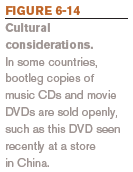 FIGURE 6-14
Cultural
considerations.
In some countries,
bootleg copies of
music CDs and movie
DVDs are sold openly,
such as this DVD seen
recently at a store
in China.